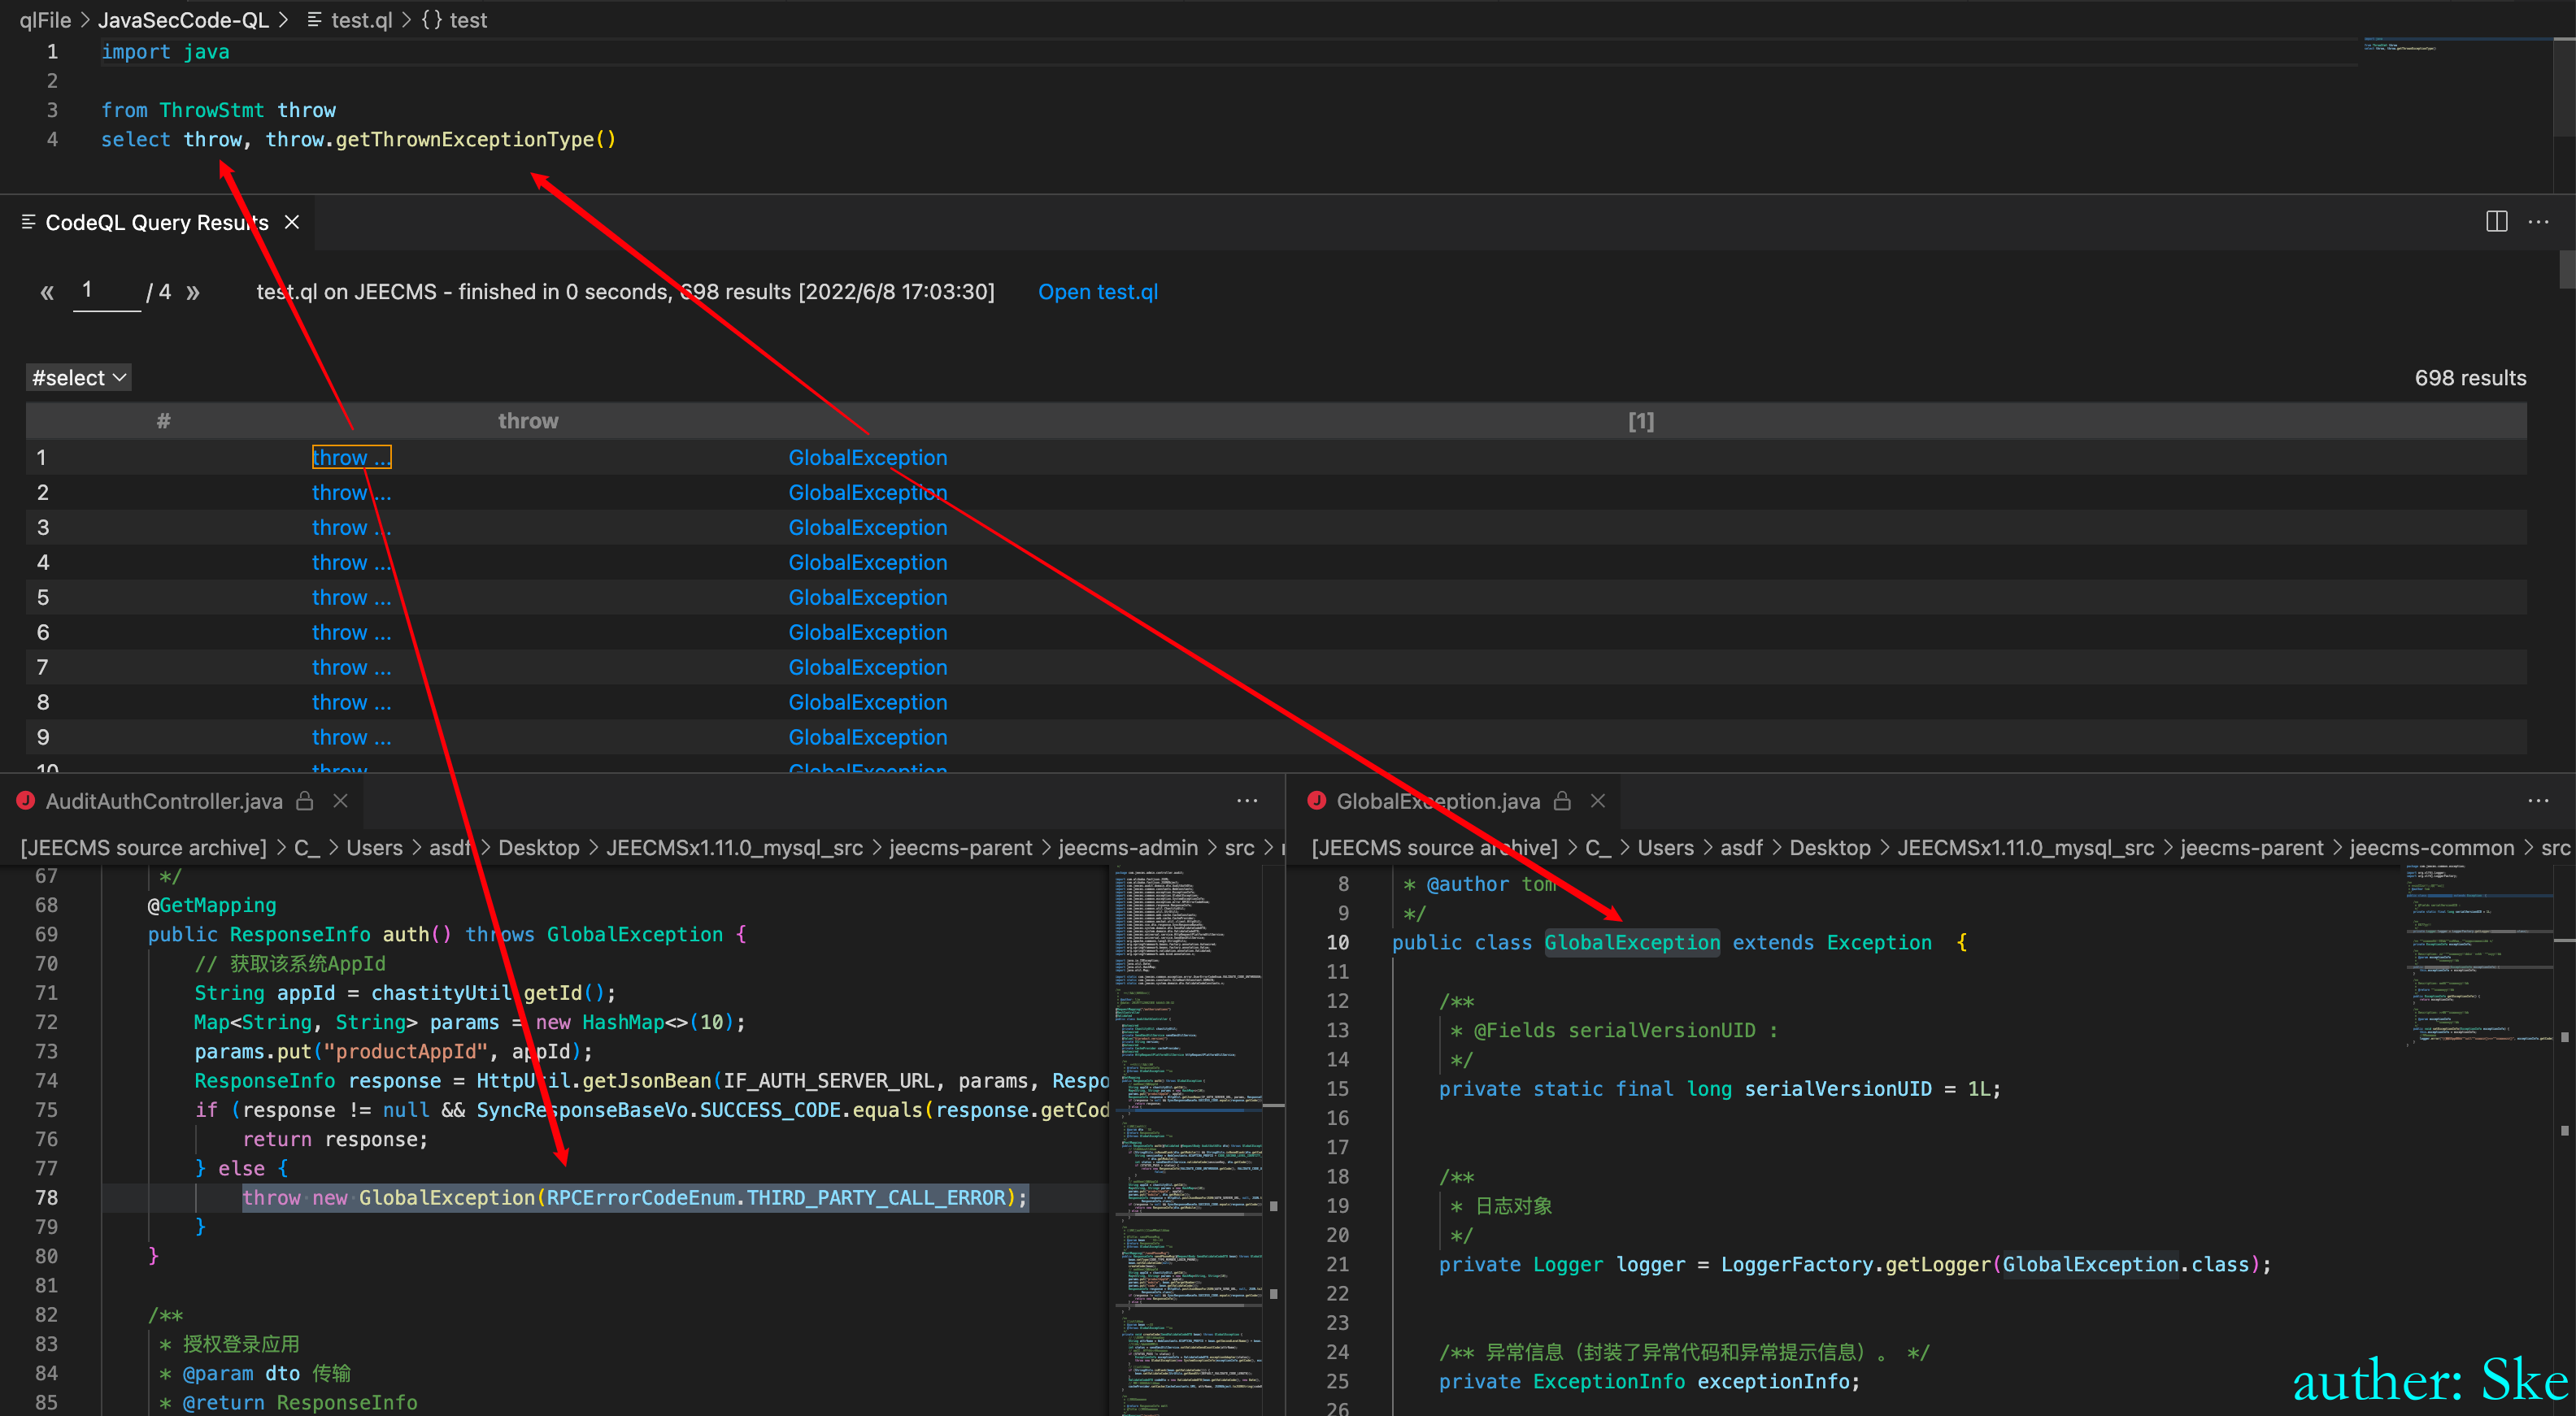 qlFile > JavaSecCode-QL > test.ql > {} test
1 import java
2
3 from ThrowStmt throw
4 select throw, throw.getThrownExceptionType()
CodeQL Query Results
« 1 / 4 » test.ql on JEECMS - finished in 0 seconds, 698 results [2022/6/8 17:03:30] Open test.ql
#select 698 results
# throw [1]
1 throw ... GlobalException
2 throw ... GlobalException
3 throw ... GlobalException
4 throw ... GlobalException
5 throw ... GlobalException
6 throw ... GlobalException
7 throw ... GlobalException
8 throw ... GlobalException
9 throw ... GlobalException
10 throw ... GlobalException
AuditAuthController.java
[JEECMS source archive] > C_ > Users > asdf > Desktop > JEECMSx1.11.0_mysql_src > jeecms-parent > jeecms-admin > src >
67 */
68 @GetMapping
69 public ResponseInfo auth() throws GlobalException {
70 // 获取该系统AppId
71 String appId = chastityUtil.getId();
72 Map<String, String> params = new HashMap<>(10);
73 params.put("productAppId", appId);
74 ResponseInfo response = HttpUtil.getJsonBean(IF_AUTH_SERVER_URL, params, Respo
75 if (response != null && SyncResponseBaseVo.SUCCESS_CODE.equals(response.getCod
76 return response;
77 } else {
78 throw new GlobalException(RPCErrorCodeEnum.THIRD_PARTY_CALL_ERROR);
79 }
80 }
81
82 /**
83 * 授权登录应用
84 * @param dto 传输
85 * @return ResponseInfo
GlobalException.java
[JEECMS source archive] > C_ > Users > asdf > Desktop > JEECMSx1.11.0_mysql_src > jeecms-parent > jeecms-common > src
8 * @author tom
9 */
10 public class GlobalException extends Exception {
11
12 /**
13 * @Fields serialVersionUID :
14 */
15 private static final long serialVersionUID = 1L;
16
17
18 /**
19 * 日志对象
20 */
21 private Logger logger = LoggerFactory.getLogger(GlobalException.class);
22
23
24 /** 异常信息（封装了异常代码和异常提示信息）。 */
25 private ExceptionInfo exceptionInfo;
26
auther: Ske